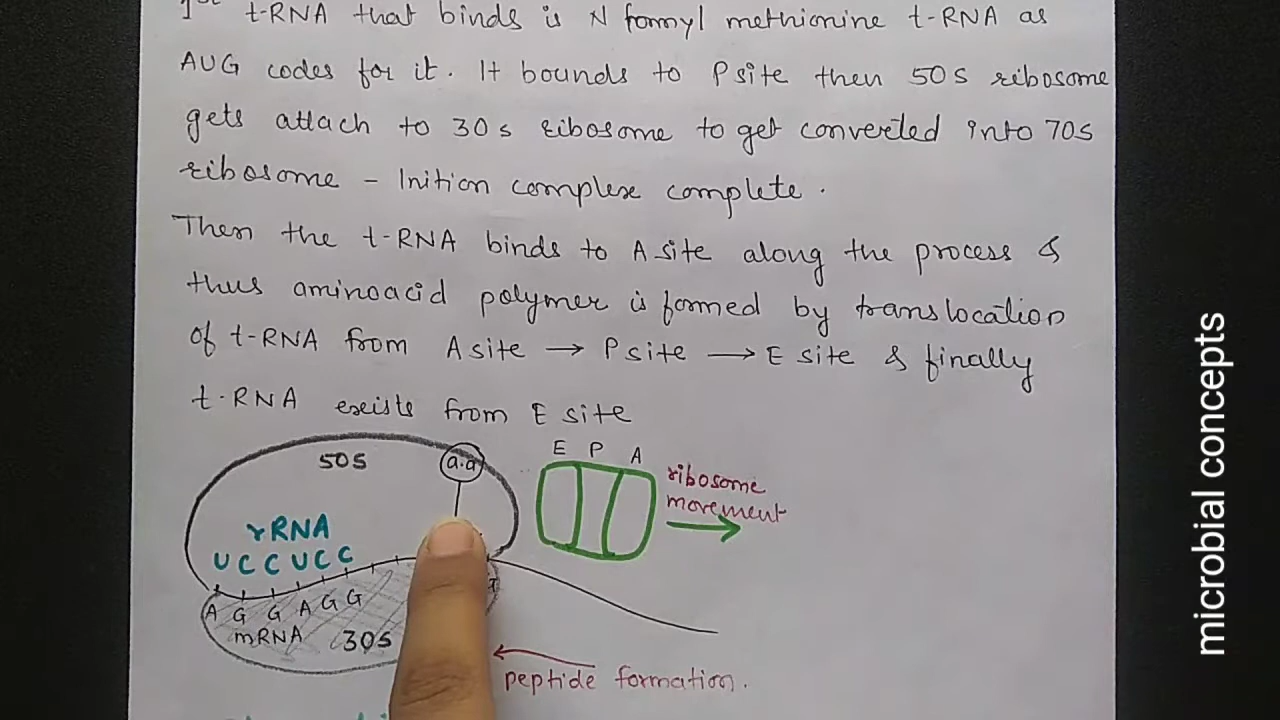 1st t-RNA that binds is N formyl methionine t-RNA as
AUG codes for it. It bounds to P site then 50s ribosome
gets attach to 30s ribosome to get converted into 70s
ribosome - Inition complex complete.
Then the t-RNA binds to A site along the process &
thus aminoacid polymer is formed by translocation
of t-RNA from A site → P site → E site & finally
t-RNA exists from E site
50s
a.a
E P A
ribosome
movement
rRNA
UCCUCC
AGGAGG
mRNA
30s
peptide formation.
microbial concepts